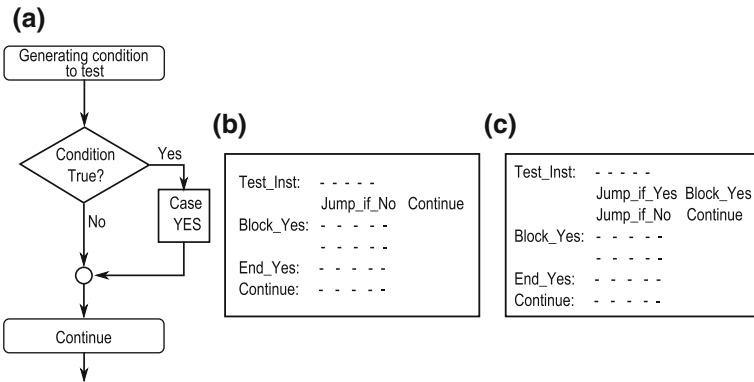 (a)
Generating condition
to test
Condition
True?
Yes
No
Case
YES
Continue
(b)
Test_Inst: - - - - -
Jump_if_No Continue
Block_Yes: - - - - -
- - - - -
End_Yes: - - - - -
Continue: - - - - -
(c)
Test_Inst: - - - - -
Jump_if_Yes Block_Yes
Jump_if_No Continue
Block_Yes: - - - - -
- - - - -
End_Yes: - - - - -
Continue: - - - - -